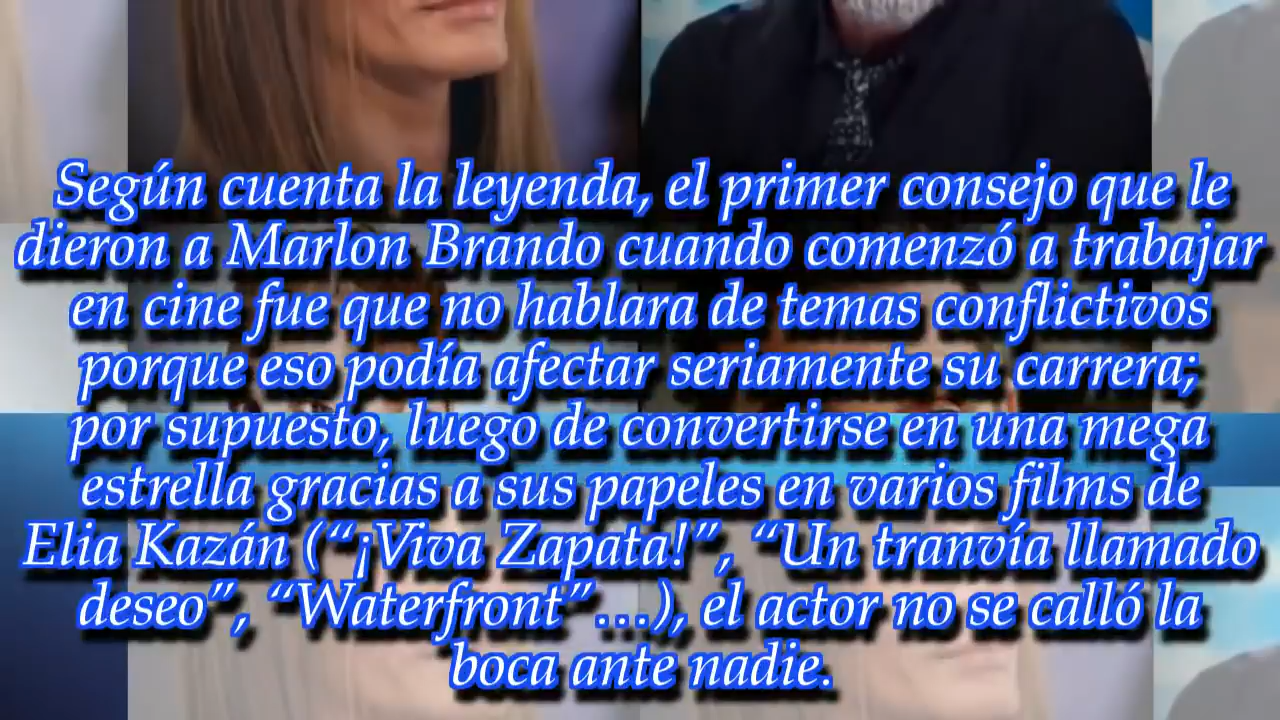 Según cuenta la leyenda, el primer consejo que le
dieron a Marlon Brando cuando comenzó a trabajar
en cine fue que no hablara de temas conflictivos
porque eso podía afectar seriamente su carrera;
por supuesto, luego de convertirse en una mega
estrella gracias a sus papeles en varios films de
Elia Kazán (“¡Viva Zapata!”, “Un tranvía llamado
deseo”, “Waterfront”…), el actor no se calló la
boca ante nadie.